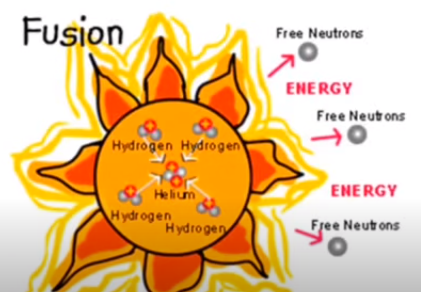 Fusion
Free Neutrons
ENERGY
Free Neutrons
Hydrogen Hydrogen
Helium
ENERGY
Hydrogen
Hydrogen
Free Neutrons